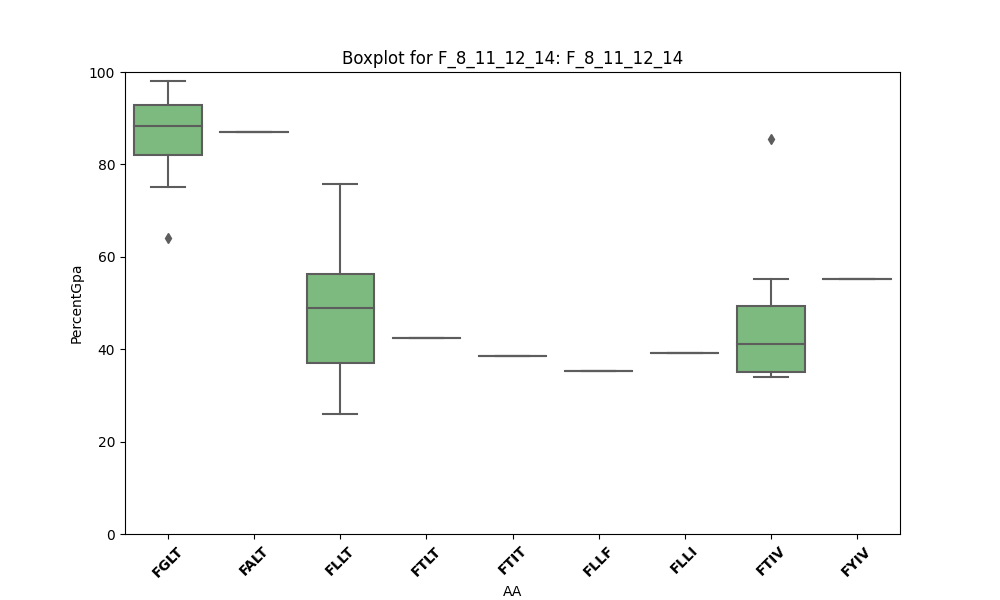 Boxplot for F_8_11_12_14: F_8_11_12_14
100
80
60
40
20
0
PercentGpa
FGLT
FALT
FLLT
FTLT
FTIT
FLLF
FLLI
FTIV
FYIV
AA